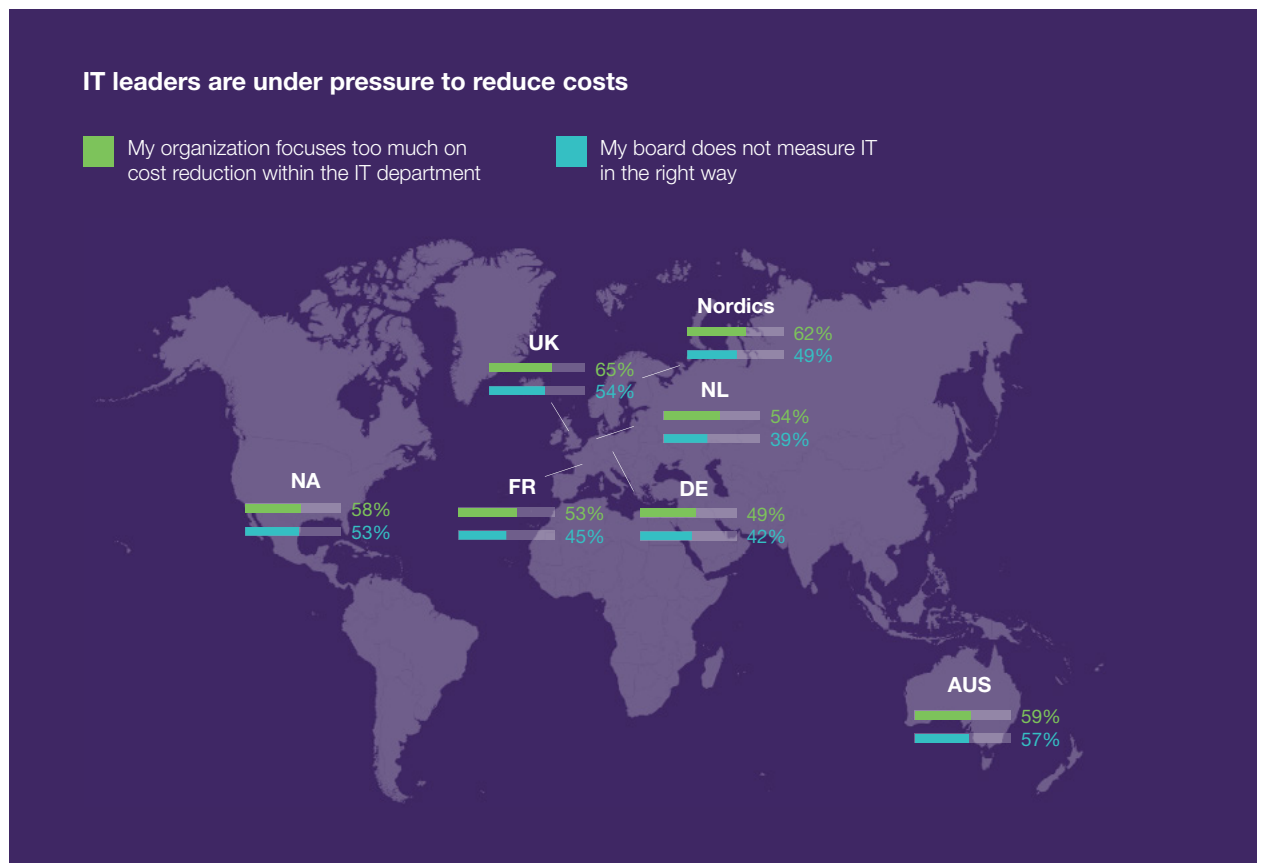 IT leaders are under pressure to reduce costs
My organization focuses too much on
cost reduction within the IT department
My board does not measure IT
in the right way
Nordics
62%
49%
UK
65%
54%
NL
54%
39%
NA
58%
53%
FR
53%
45%
DE
49%
42%
AUS
59%
57%